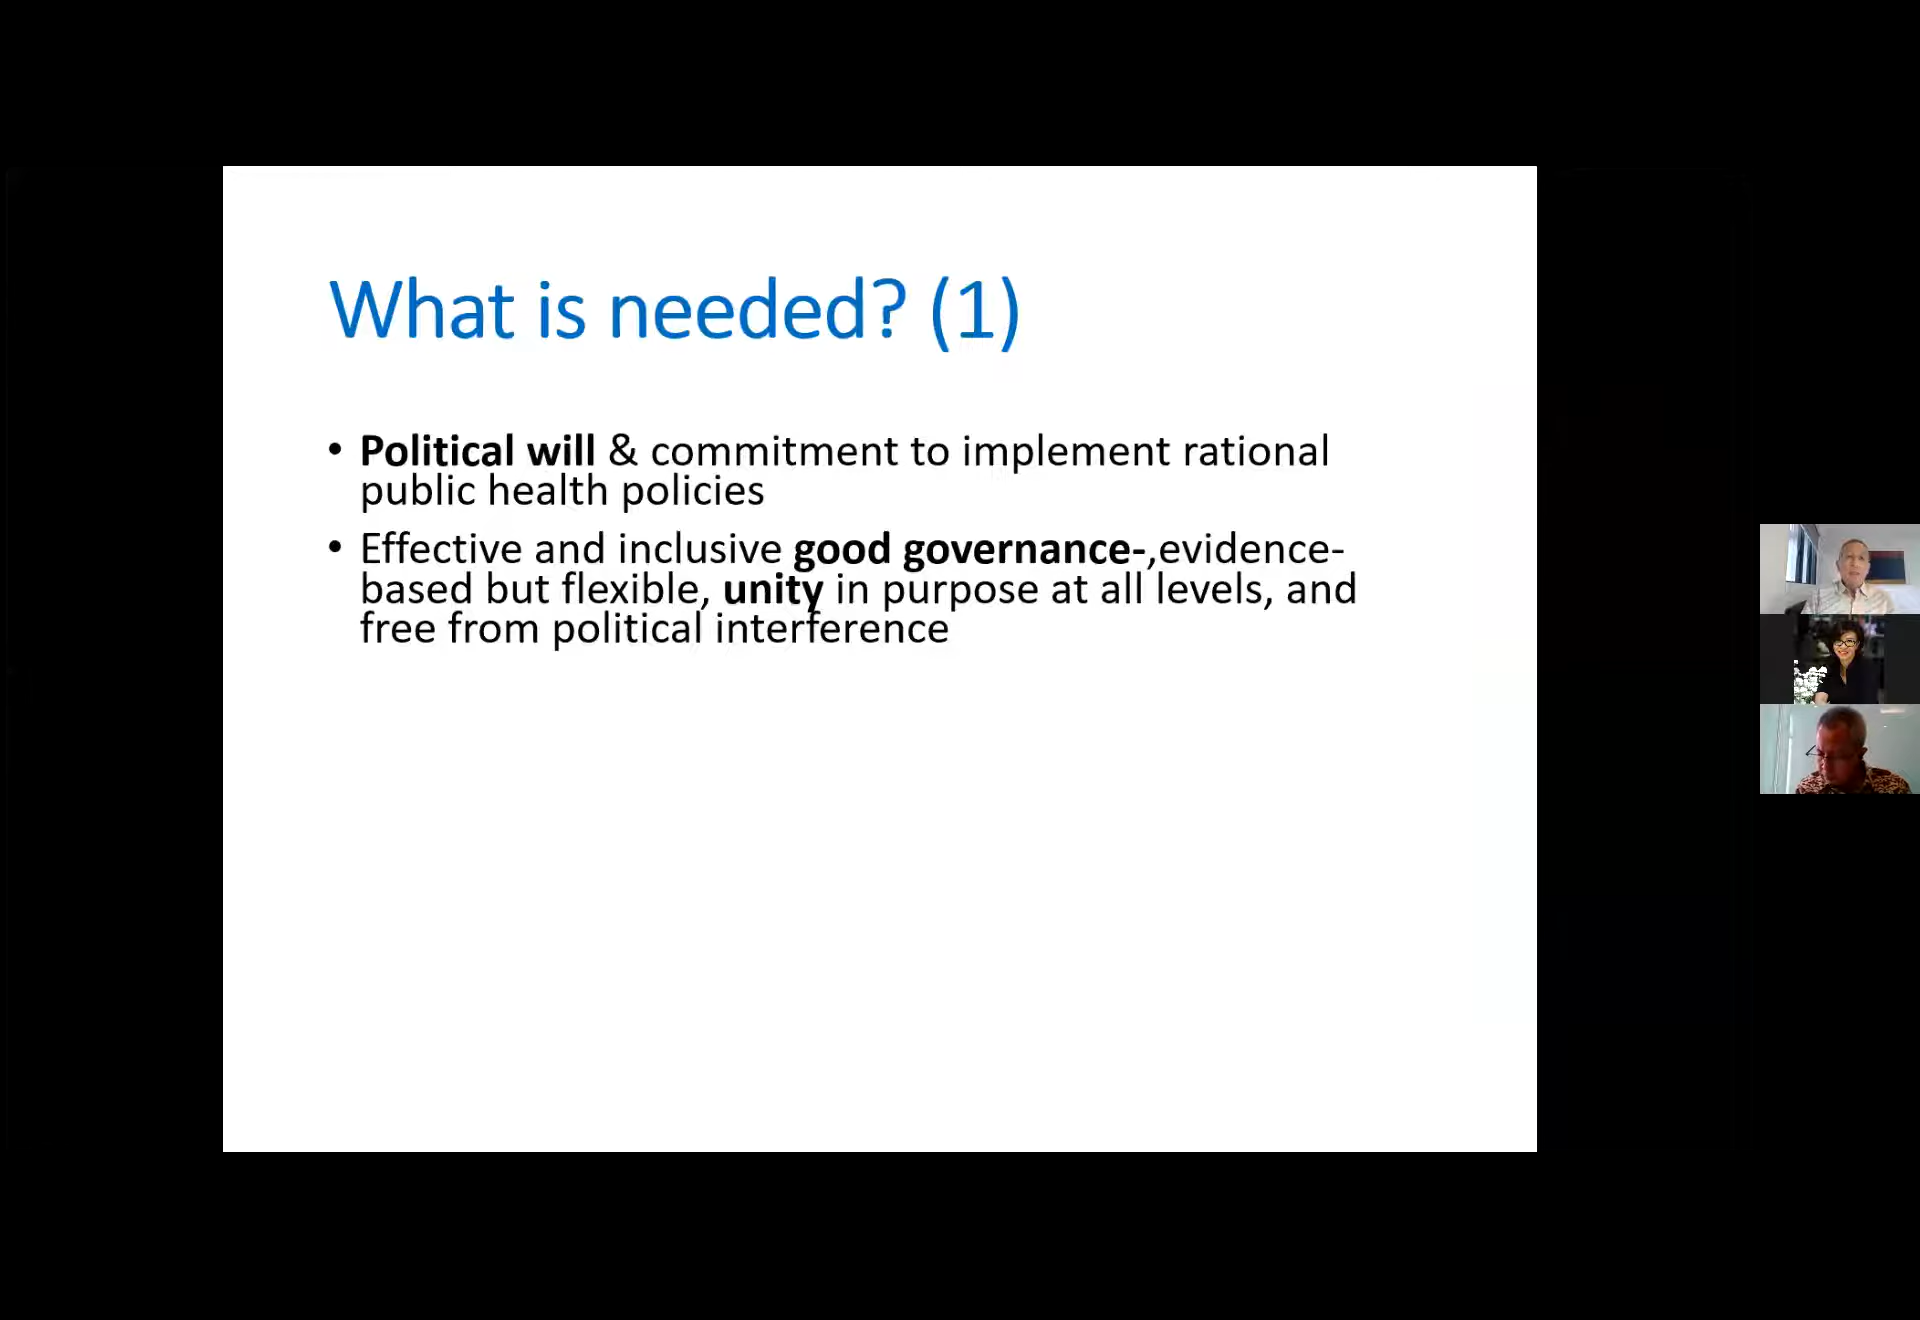 What is needed? (1)
• Political will & commitment to implement rational
public health policies
• Effective and inclusive good governance-,evidence-
based but flexible, unity in purpose at all levels, and
free from political interference